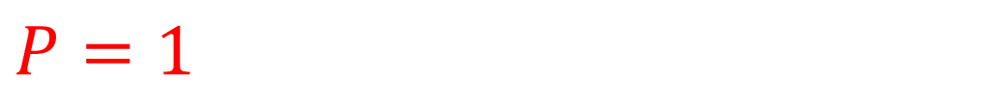 P = 1